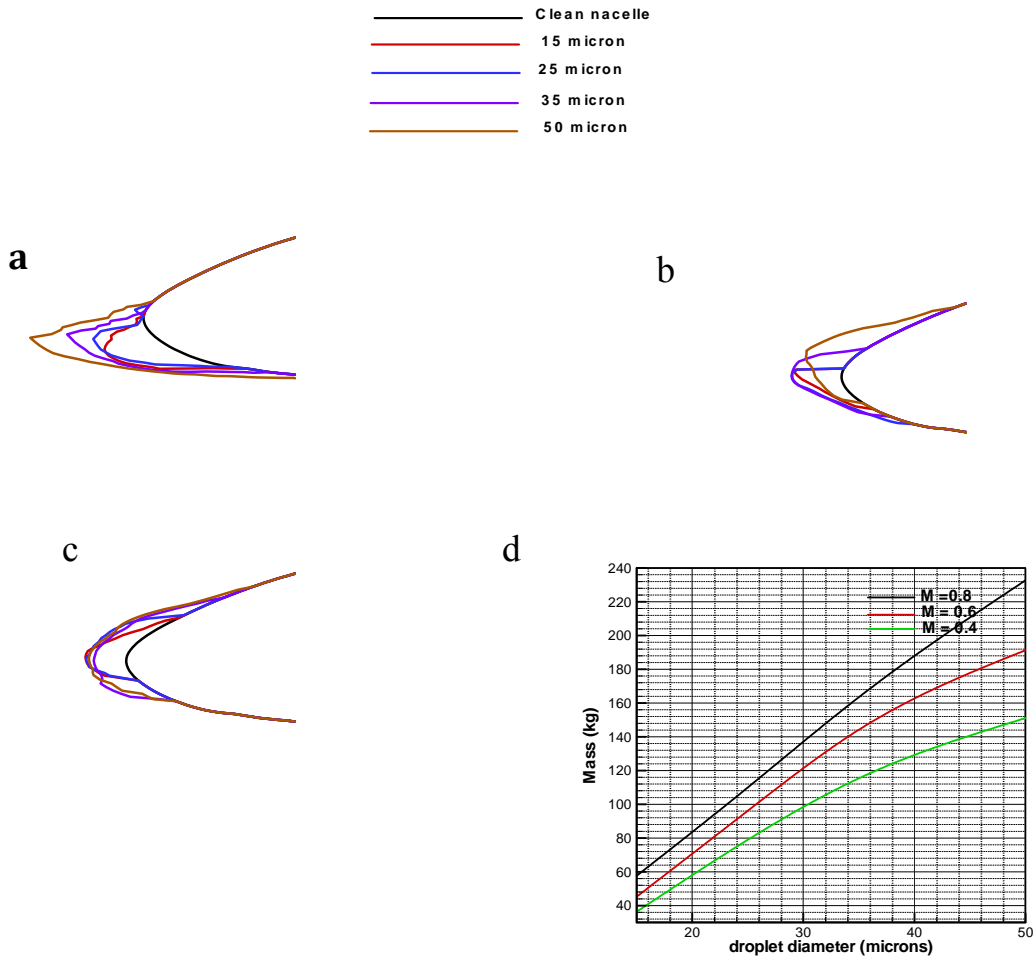 Clean nacelle
15 micron
25 micron
35 micron
50 micron
a
b
c
d
240
220
200
180
160
140
120
100
80
60
40
Mass (kg)
M =0.8
M = 0.6
M = 0.4
20
30
40
50
droplet diameter (microns)